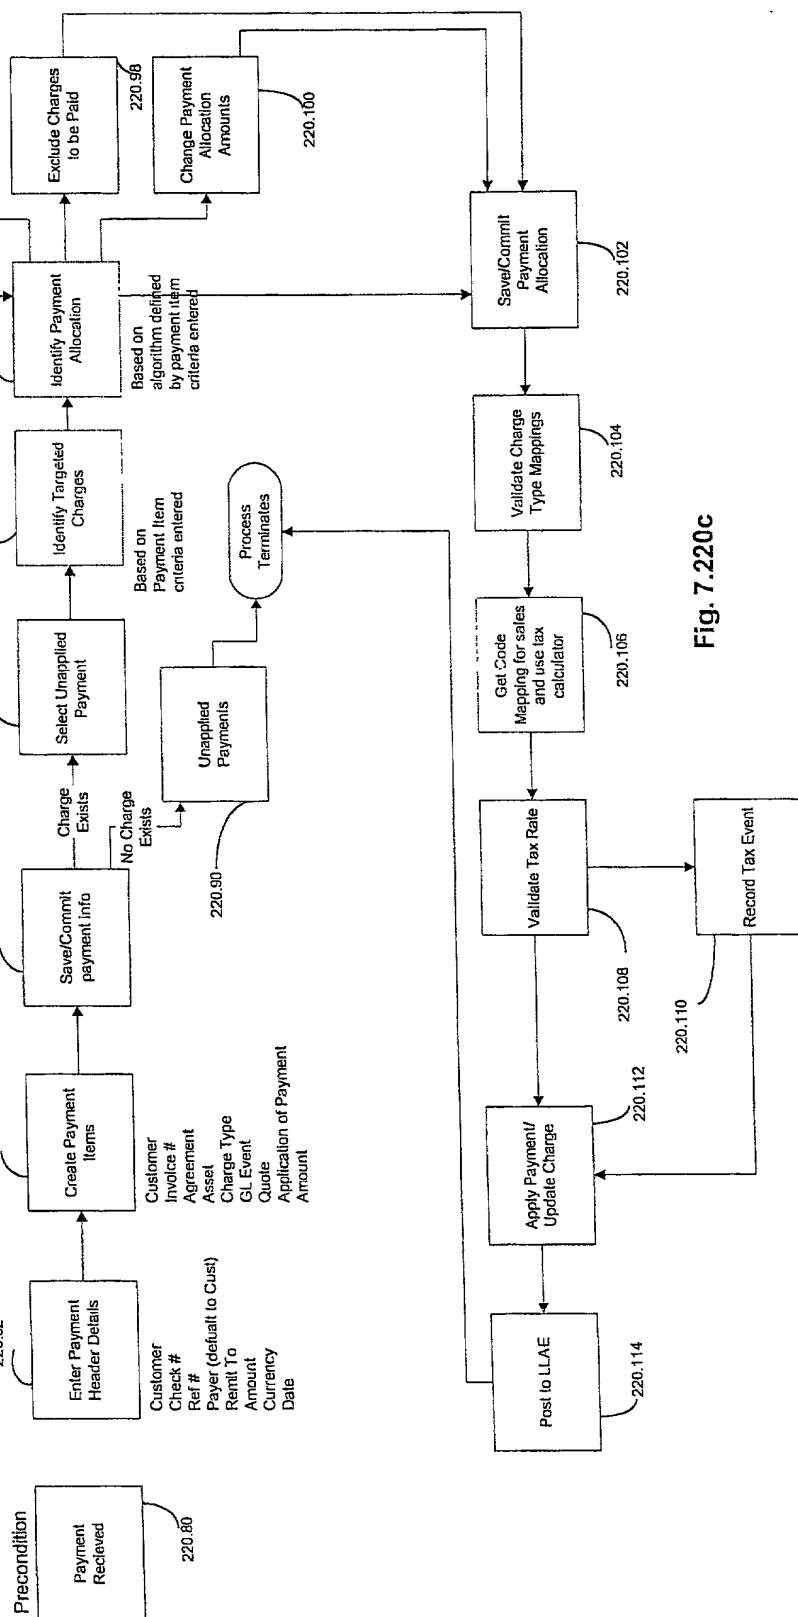 Precondition
Payment
Recieved
220.80
Enter Payment
Header Details
Customer
Check #
Ref #
Payer (defualt to Cust)
Remit To
Amount
Currency
Date
Create Payment
Items
Customer
Invoice #
Agreement
Asset
Charge Type
GL Event
Quote
Application of Payment
Amount
Save/Commit
payment info
Charge
Exists
No Charge
Exists
220.90
Unapplied
Payments
Process
Terminates
Select Unapplied
Payment
Identify Targeted
Charges
Based on
Payment Item
criteria entered
Identify Payment
Allocation
Based on
algorithm defined
by payment item
criteria entered
Exclude Charges
to be Paid
220.98
Change Payment
Allocation
Amounts
220.100
Save/Commit
Payment
Allocation
220.102
Validate Charge
Type Mappings
220.104
Get Code
Mapping for sales
and use tax
calculator
220.106
Validate Tax Rate
220.108
Record Tax Event
220.110
Apply Payment/
Update Charge
220.112
Post to LLAE
220.114
Fig. 7.220c